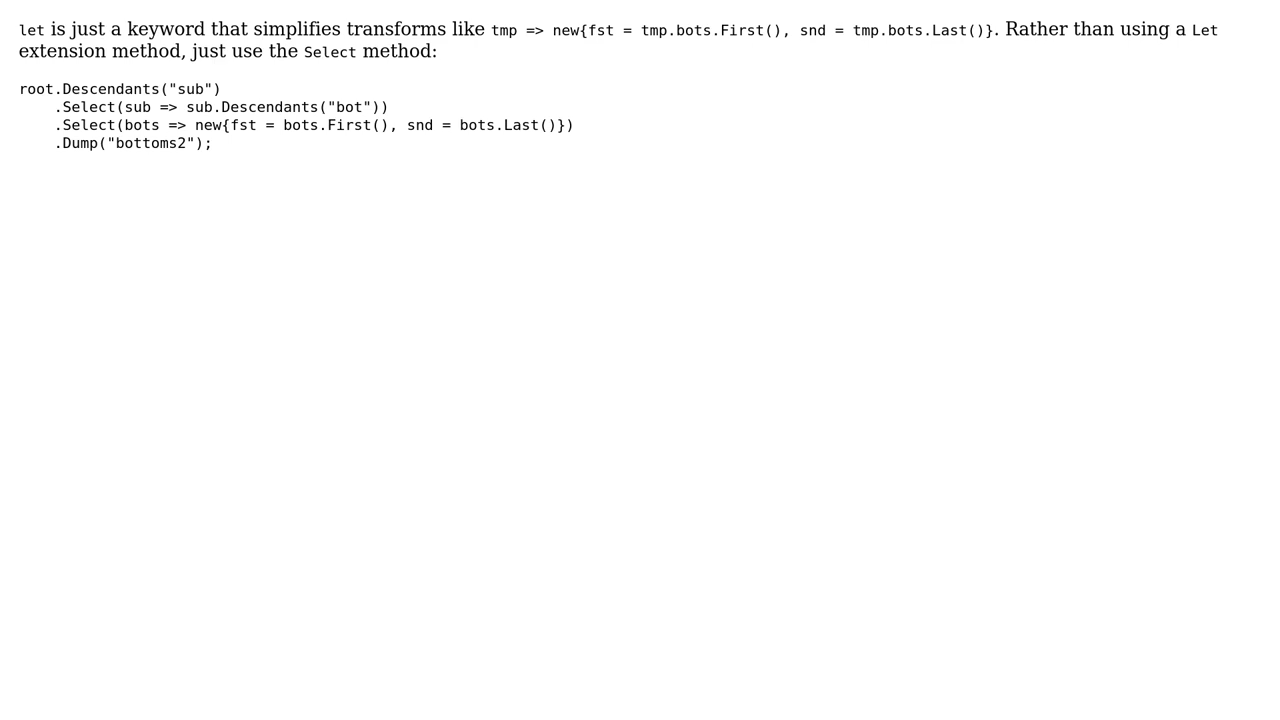 let is just a keyword that simplifies transforms like tmp => new{fst = tmp.bots.First(), snd = tmp.bots.Last()}. Rather than using a Let
extension method, just use the Select method:
root.Descendants("sub")
    .Select(sub => sub.Descendants("bot"))
    .Select(bots => new{fst = bots.First(), snd = bots.Last()})
    .Dump("bottoms2");